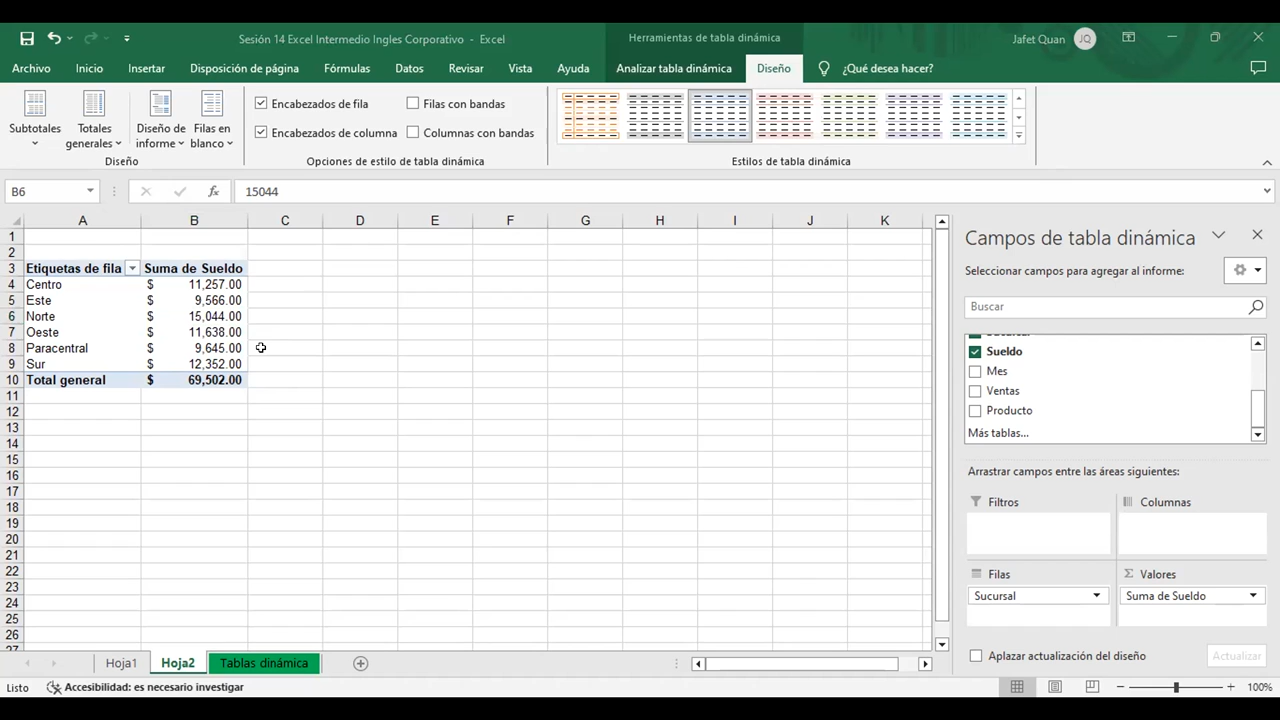 Sesión 14 Excel Intermedio Ingles Corporativo - Excel
Herramientas de tabla dinámica
Jafet Quan JQ
Archivo Inicio Insertar Disposición de página Fórmulas Datos Revisar Vista Ayuda Analizar tabla dinámica Diseño ¿Qué desea hacer?
Subtotales
Totales generales
Diseño de informe
Filas en blanco
Diseño
Encabezados de fila Filas con bandas
Encabezados de columna Columnas con bandas
Opciones de estilo de tabla dinámica
Estilos de tabla dinámica
B6 fx 15044
A B C D E F G H I J K
1
2
3 Etiquetas de fila Suma de Sueldo
4 Centro $ 11,257.00
5 Este $ 9,566.00
6 Norte $ 15,044.00
7 Oeste $ 11,638.00
8 Paracentral $ 9,645.00
9 Sur $ 12,352.00
10 Total general $ 69,502.00
11
12
13
14
15
16
17
18
19
20
21
22
23
24
25
26
27
Campos de tabla dinámica
Seleccionar campos para agregar al informe:
Buscar
Sucursal
Sueldo
Mes
Ventas
Producto
Más tablas...
Arrastrar campos entre las áreas siguientes:
Filtros Columnas
Filas Σ Valores
Sucursal Suma de Sueldo
Aplazar actualización del diseño Actualizar
Hoja1 Hoja2 Tablas dinámica
Listo Accesibilidad: es necesario investigar 100%